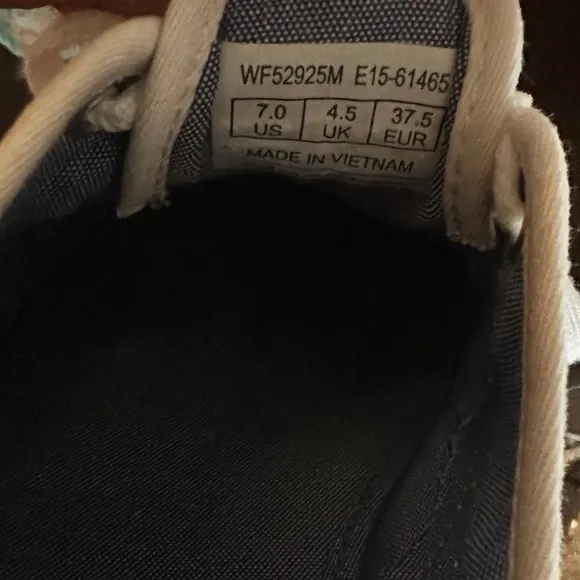 WF52925M E15-61465
7.0 4.5 37.5
US UK EUR
MADE IN VIETNAM